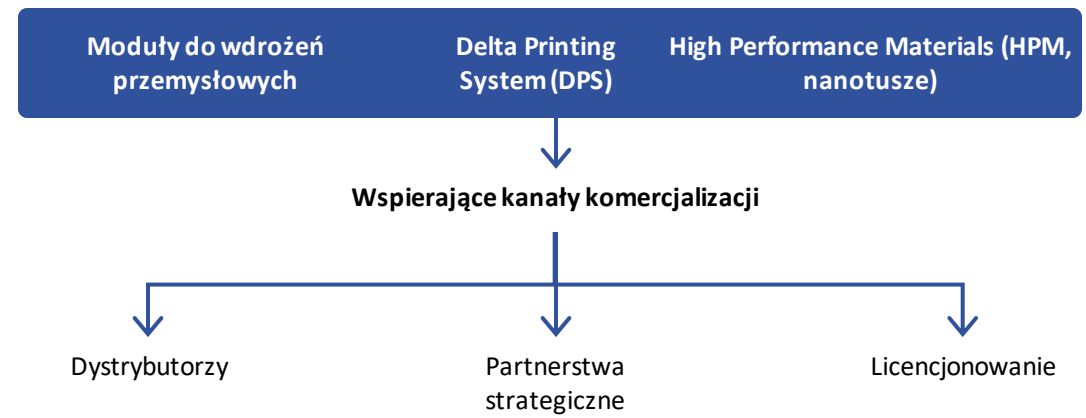 Moduły do wdrożeń
przemysłowych
Delta Printing
System (DPS)
High Performance Materials (HPM,
nanotusze)
Wspierające kanały komercjalizacji
Dystrybutorzy
Partnerstwa
strategiczne
Licencjonowanie